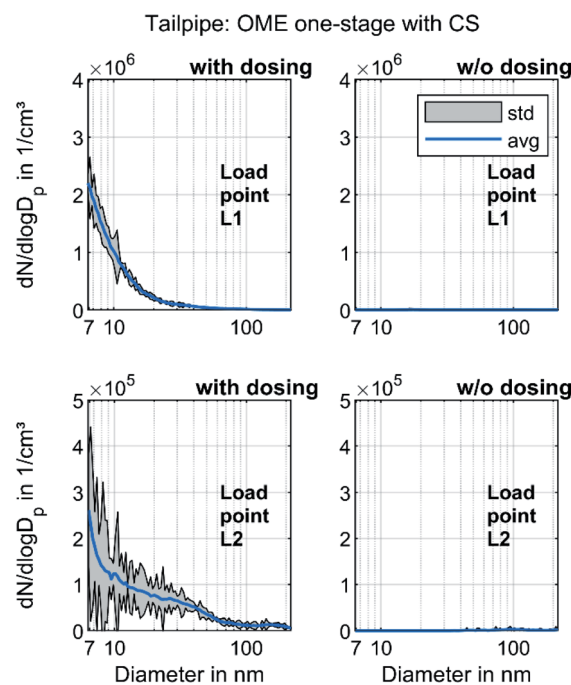 Tailpipe: OME one-stage with CS
×10⁶ with dosing
×10⁶ w/o dosing
dN/dlogDₚ in 1/cm³
4
3
2
1
0
7 10 100
Load
point
L1
4
3
2
1
0
7 10 100
std
avg
Load
point
L1
×10⁵ with dosing
×10⁵ w/o dosing
dN/dlogDₚ in 1/cm³
5
4
3
2
1
0
7 10 100
Load
point
L2
Diameter in nm
5
4
3
2
1
0
7 10 100
Load
point
L2
Diameter in nm